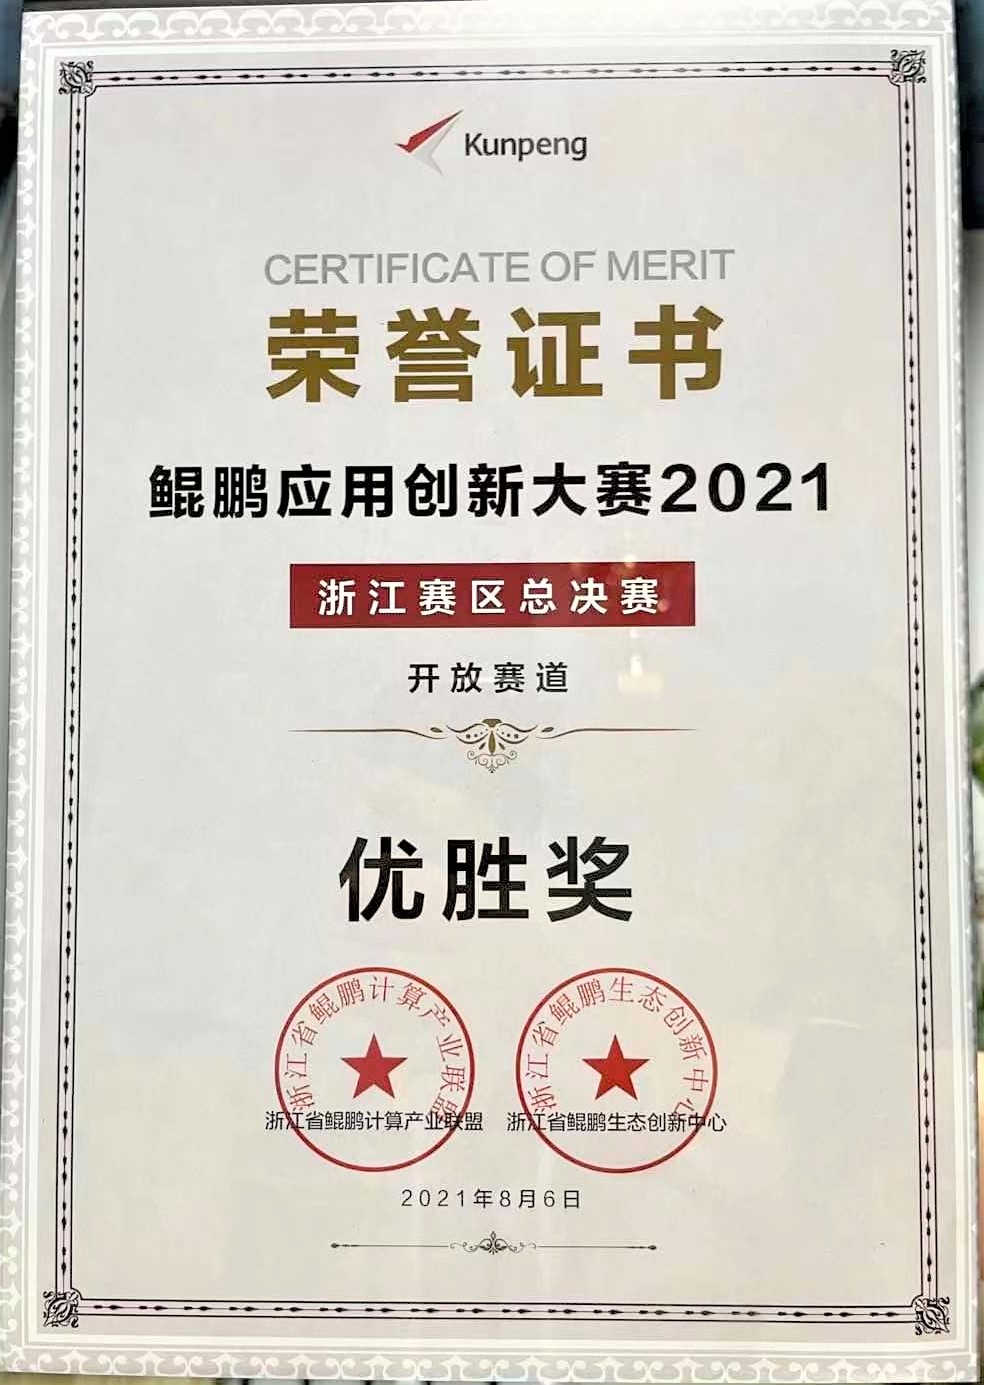 Kunpeng
CERTIFICATE OF MERIT
荣誉证书
鲲鹏应用创新大赛2021
浙江赛区总决赛
开放赛道
优胜奖
浙江省鲲鹏计算产业联盟
浙江省鲲鹏生态创新中心
浙江省鲲鹏计算产业联盟 浙江省鲲鹏生态创新中心
2021年8月6日